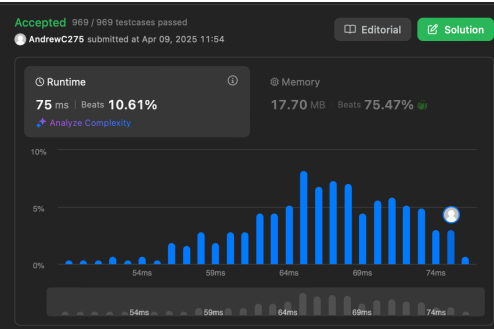 Accepted 969 / 969 testcases passed
AndrewC275 submitted at Apr 09, 2025 11:54
Editorial
Solution
Runtime
75 ms | Beats 10.61%
Analyze Complexity
Memory
17.70 MB | Beats 75.47%
10%
5%
0%
54ms 59ms 64ms 69ms 74ms
54ms 59ms 64ms 69ms 74ms